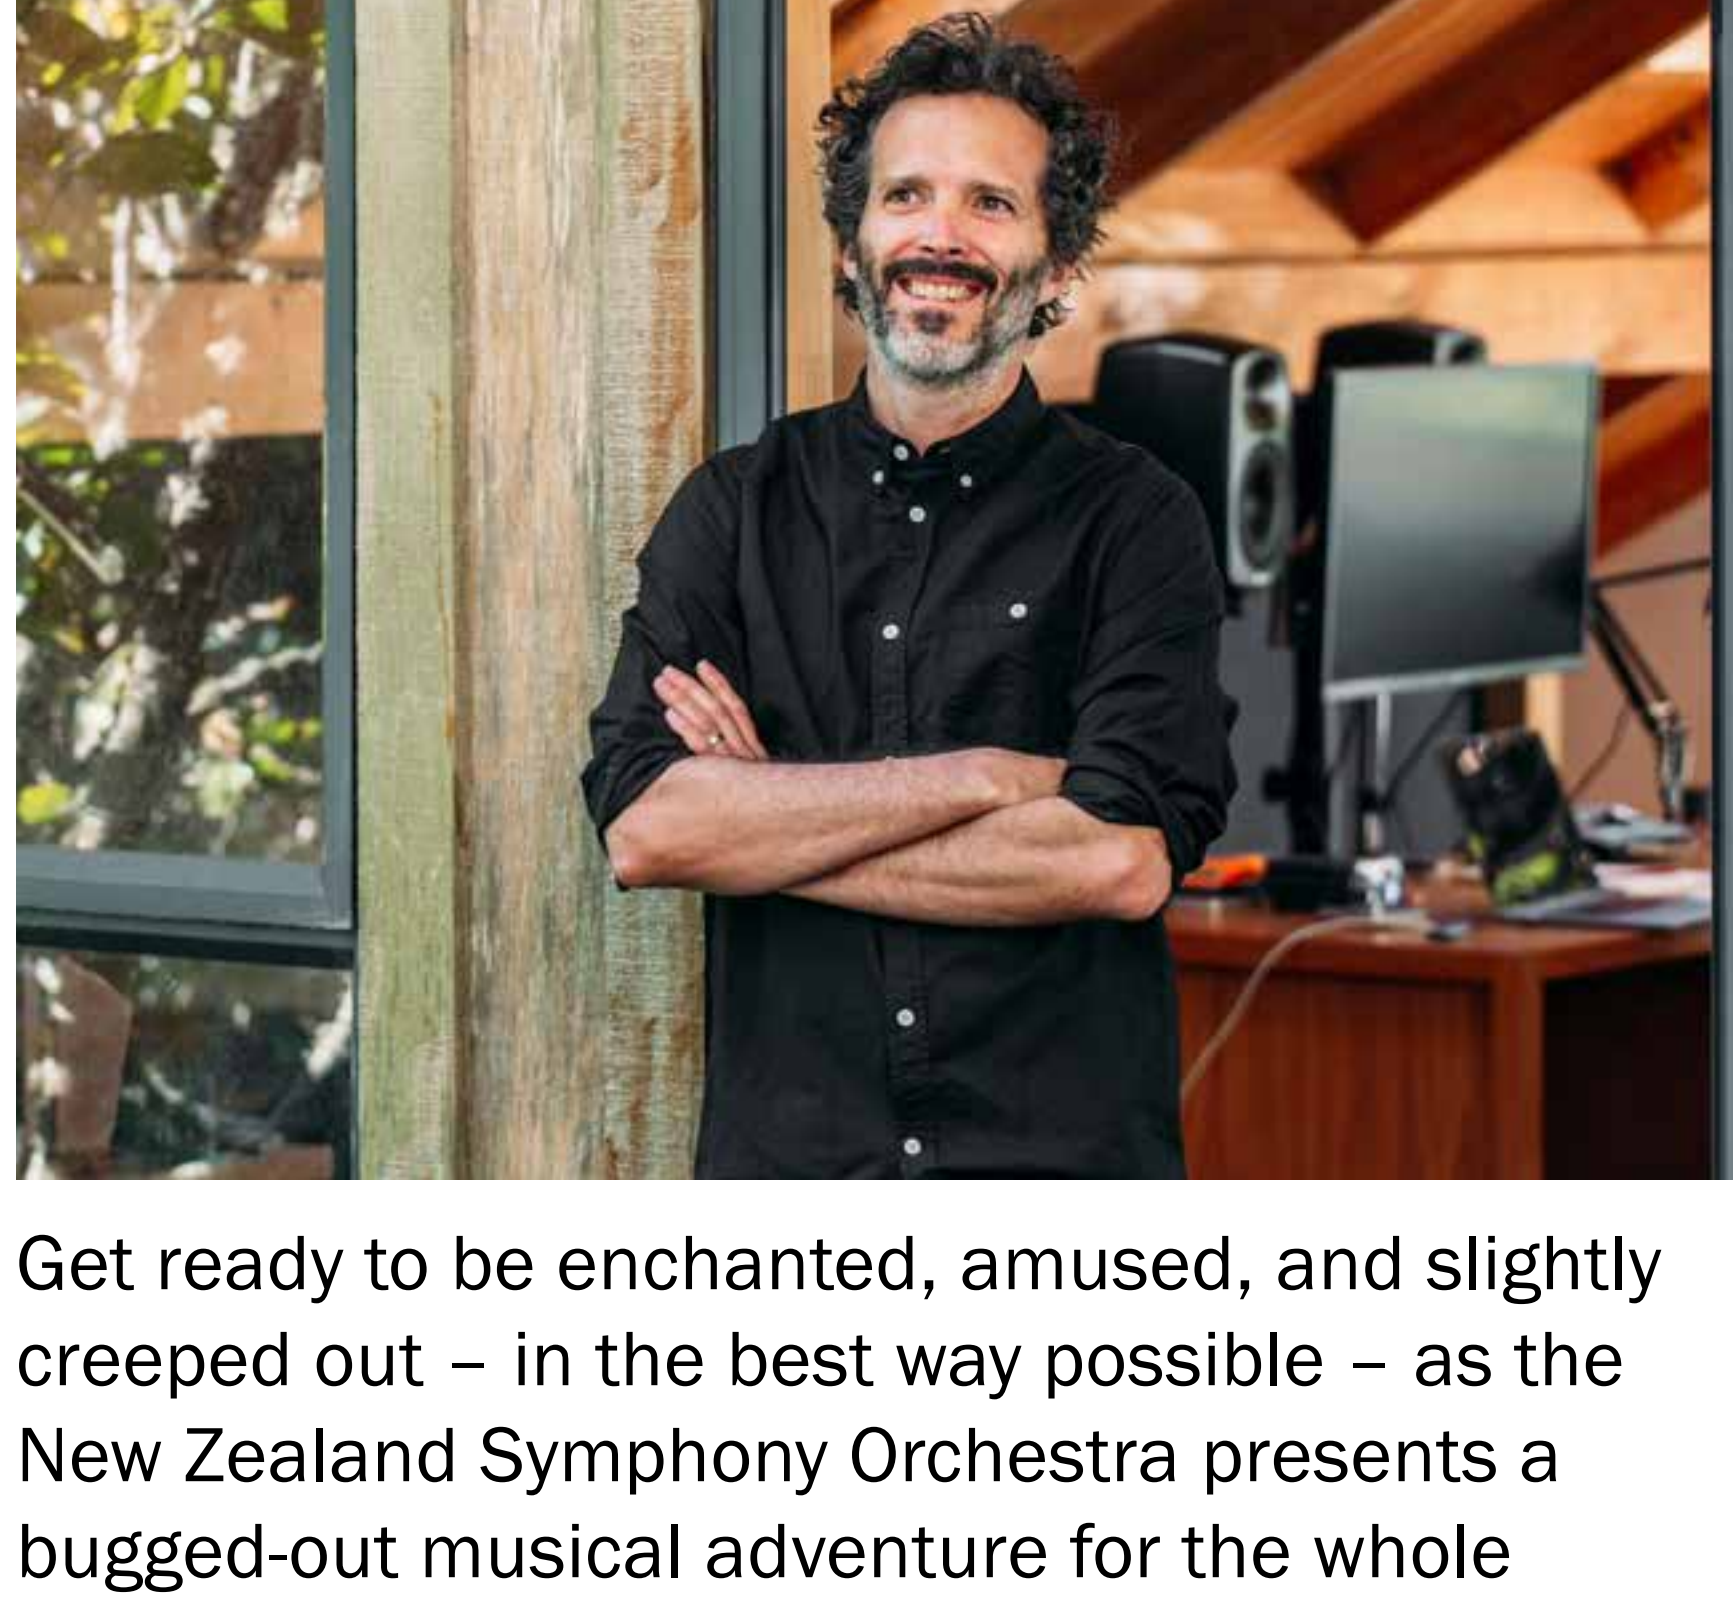 Get ready to be enchanted, amused, and slightly
creeped out – in the best way possible – as the
New Zealand Symphony Orchestra presents a
bugged-out musical adventure for the whole